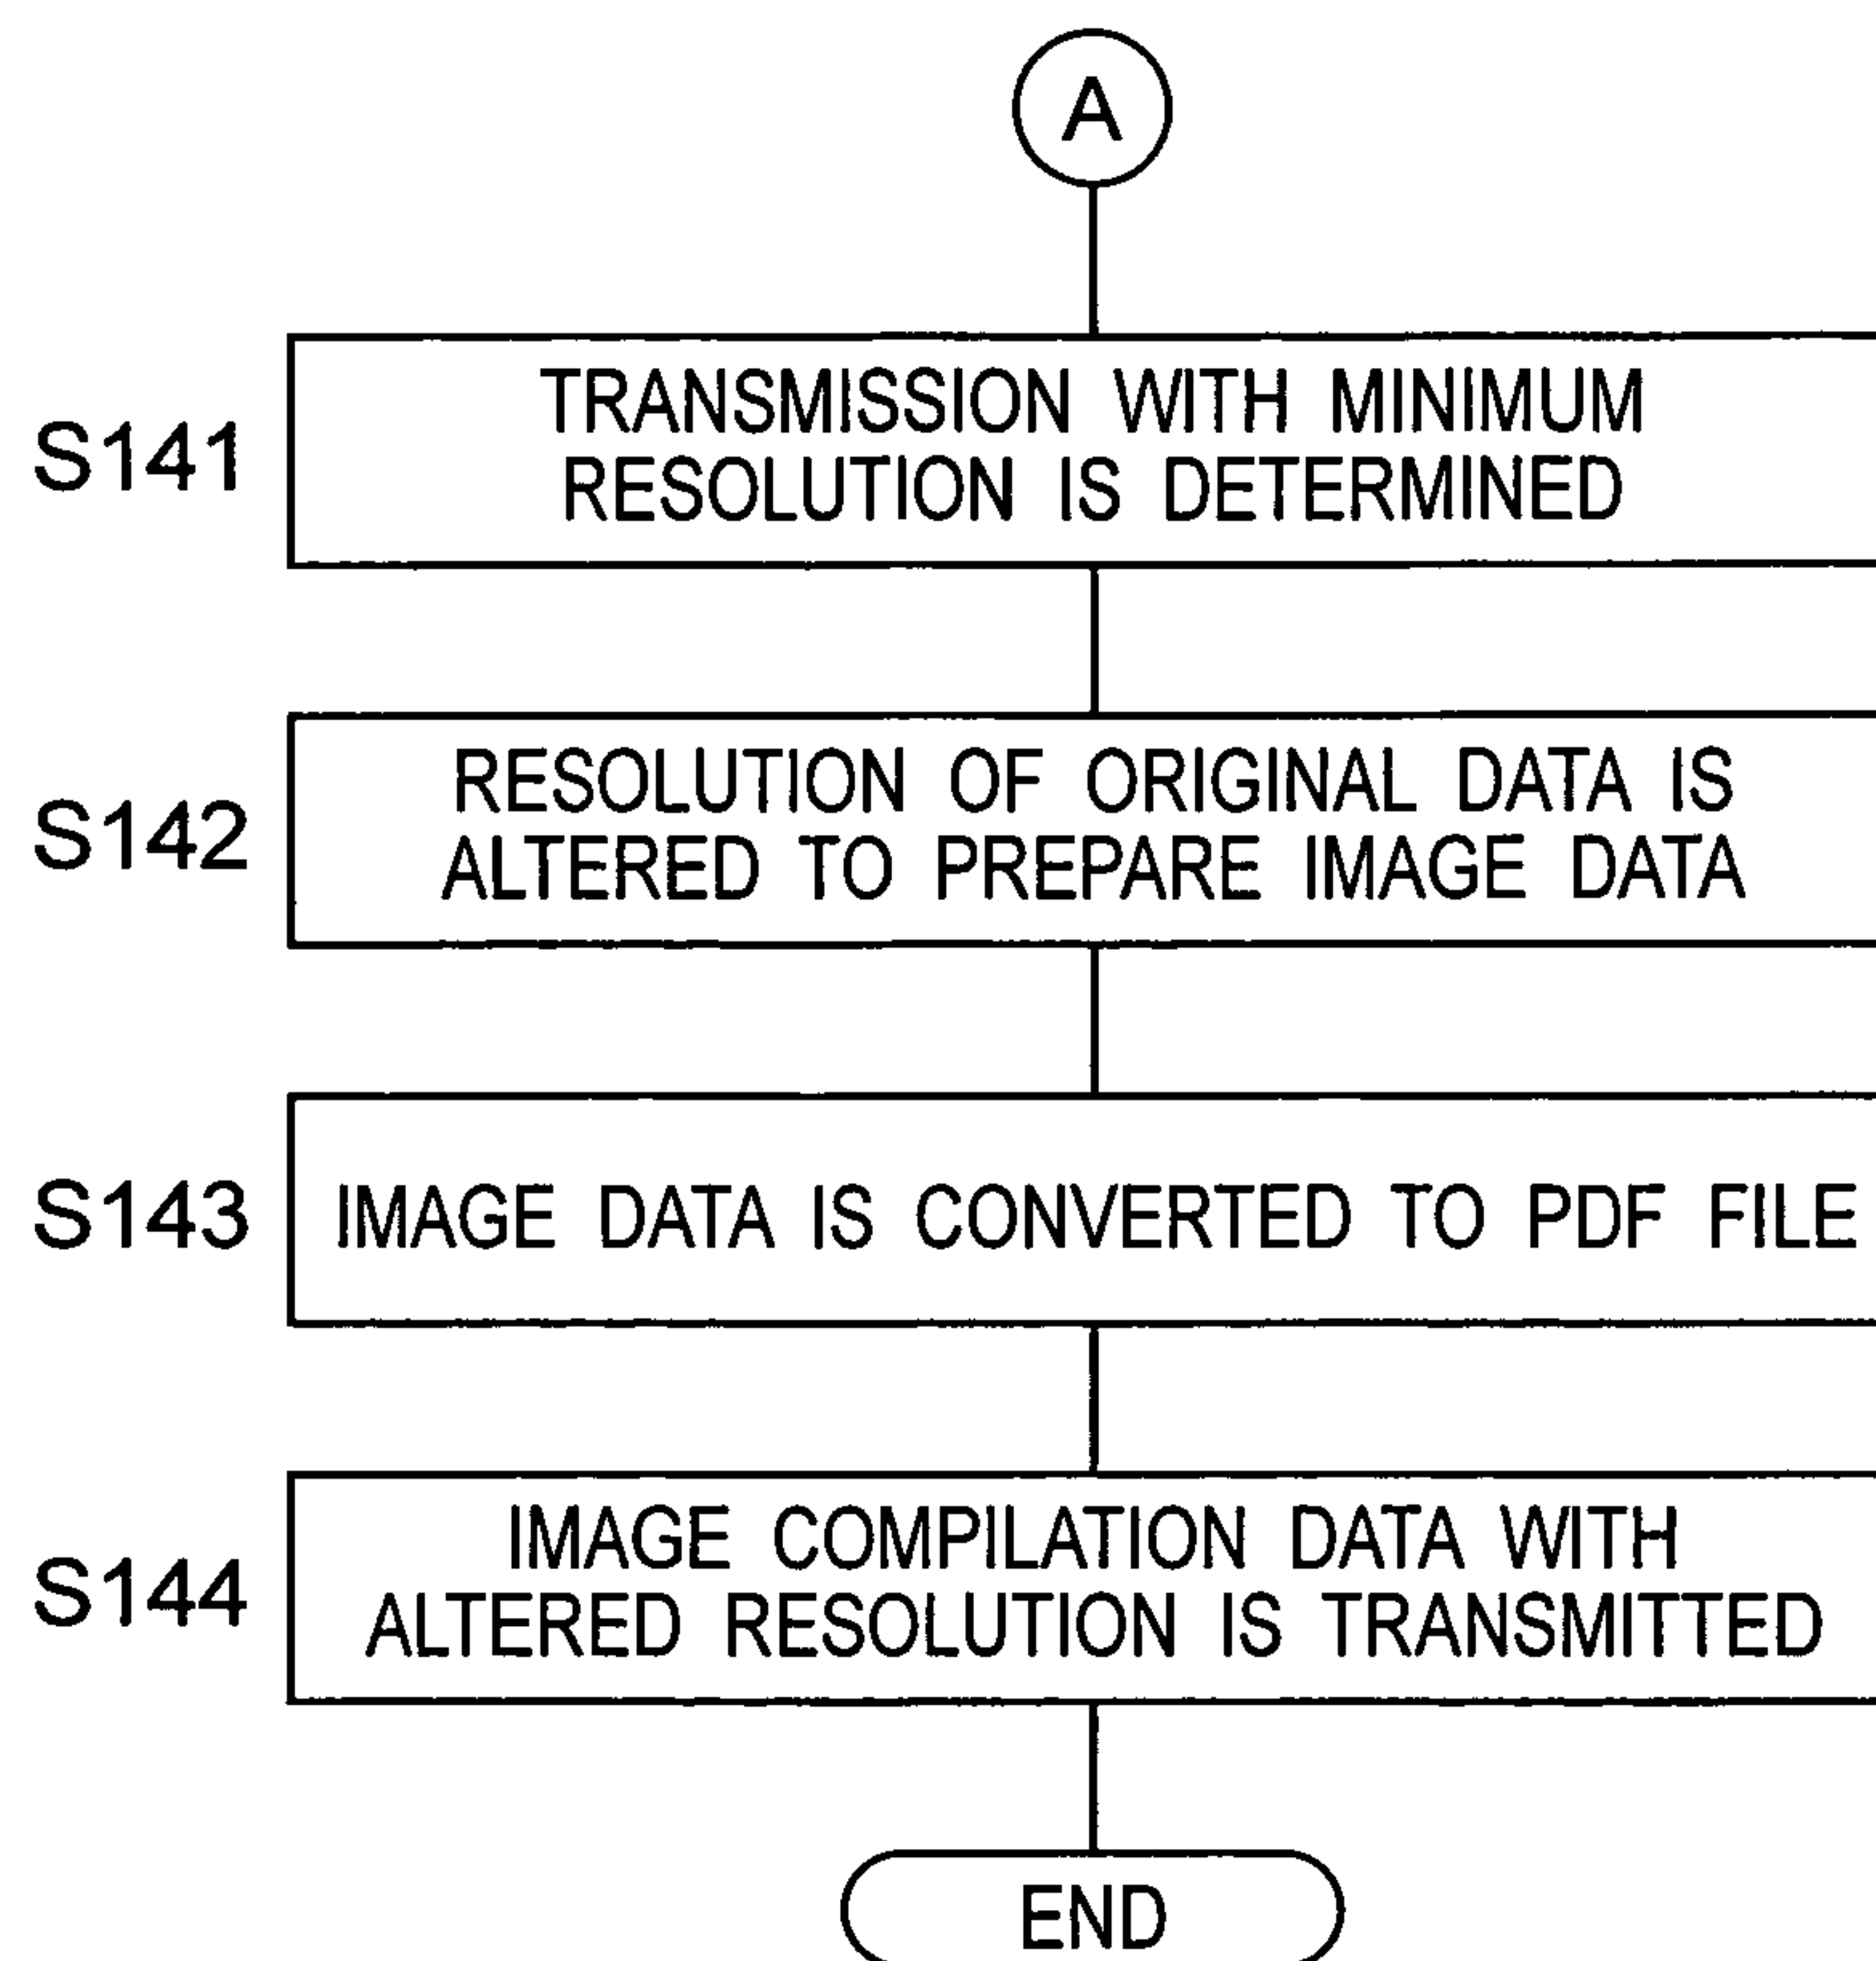 A
S141
TRANSMISSION WITH MINIMUM
RESOLUTION IS DETERMINED
S142
RESOLUTION OF ORIGINAL DATA IS
ALTERED TO PREPARE IMAGE DATA
S143
IMAGE DATA IS CONVERTED TO PDF FILE
S144
IMAGE COMPILATION DATA WITH
ALTERED RESOLUTION IS TRANSMITTED
END